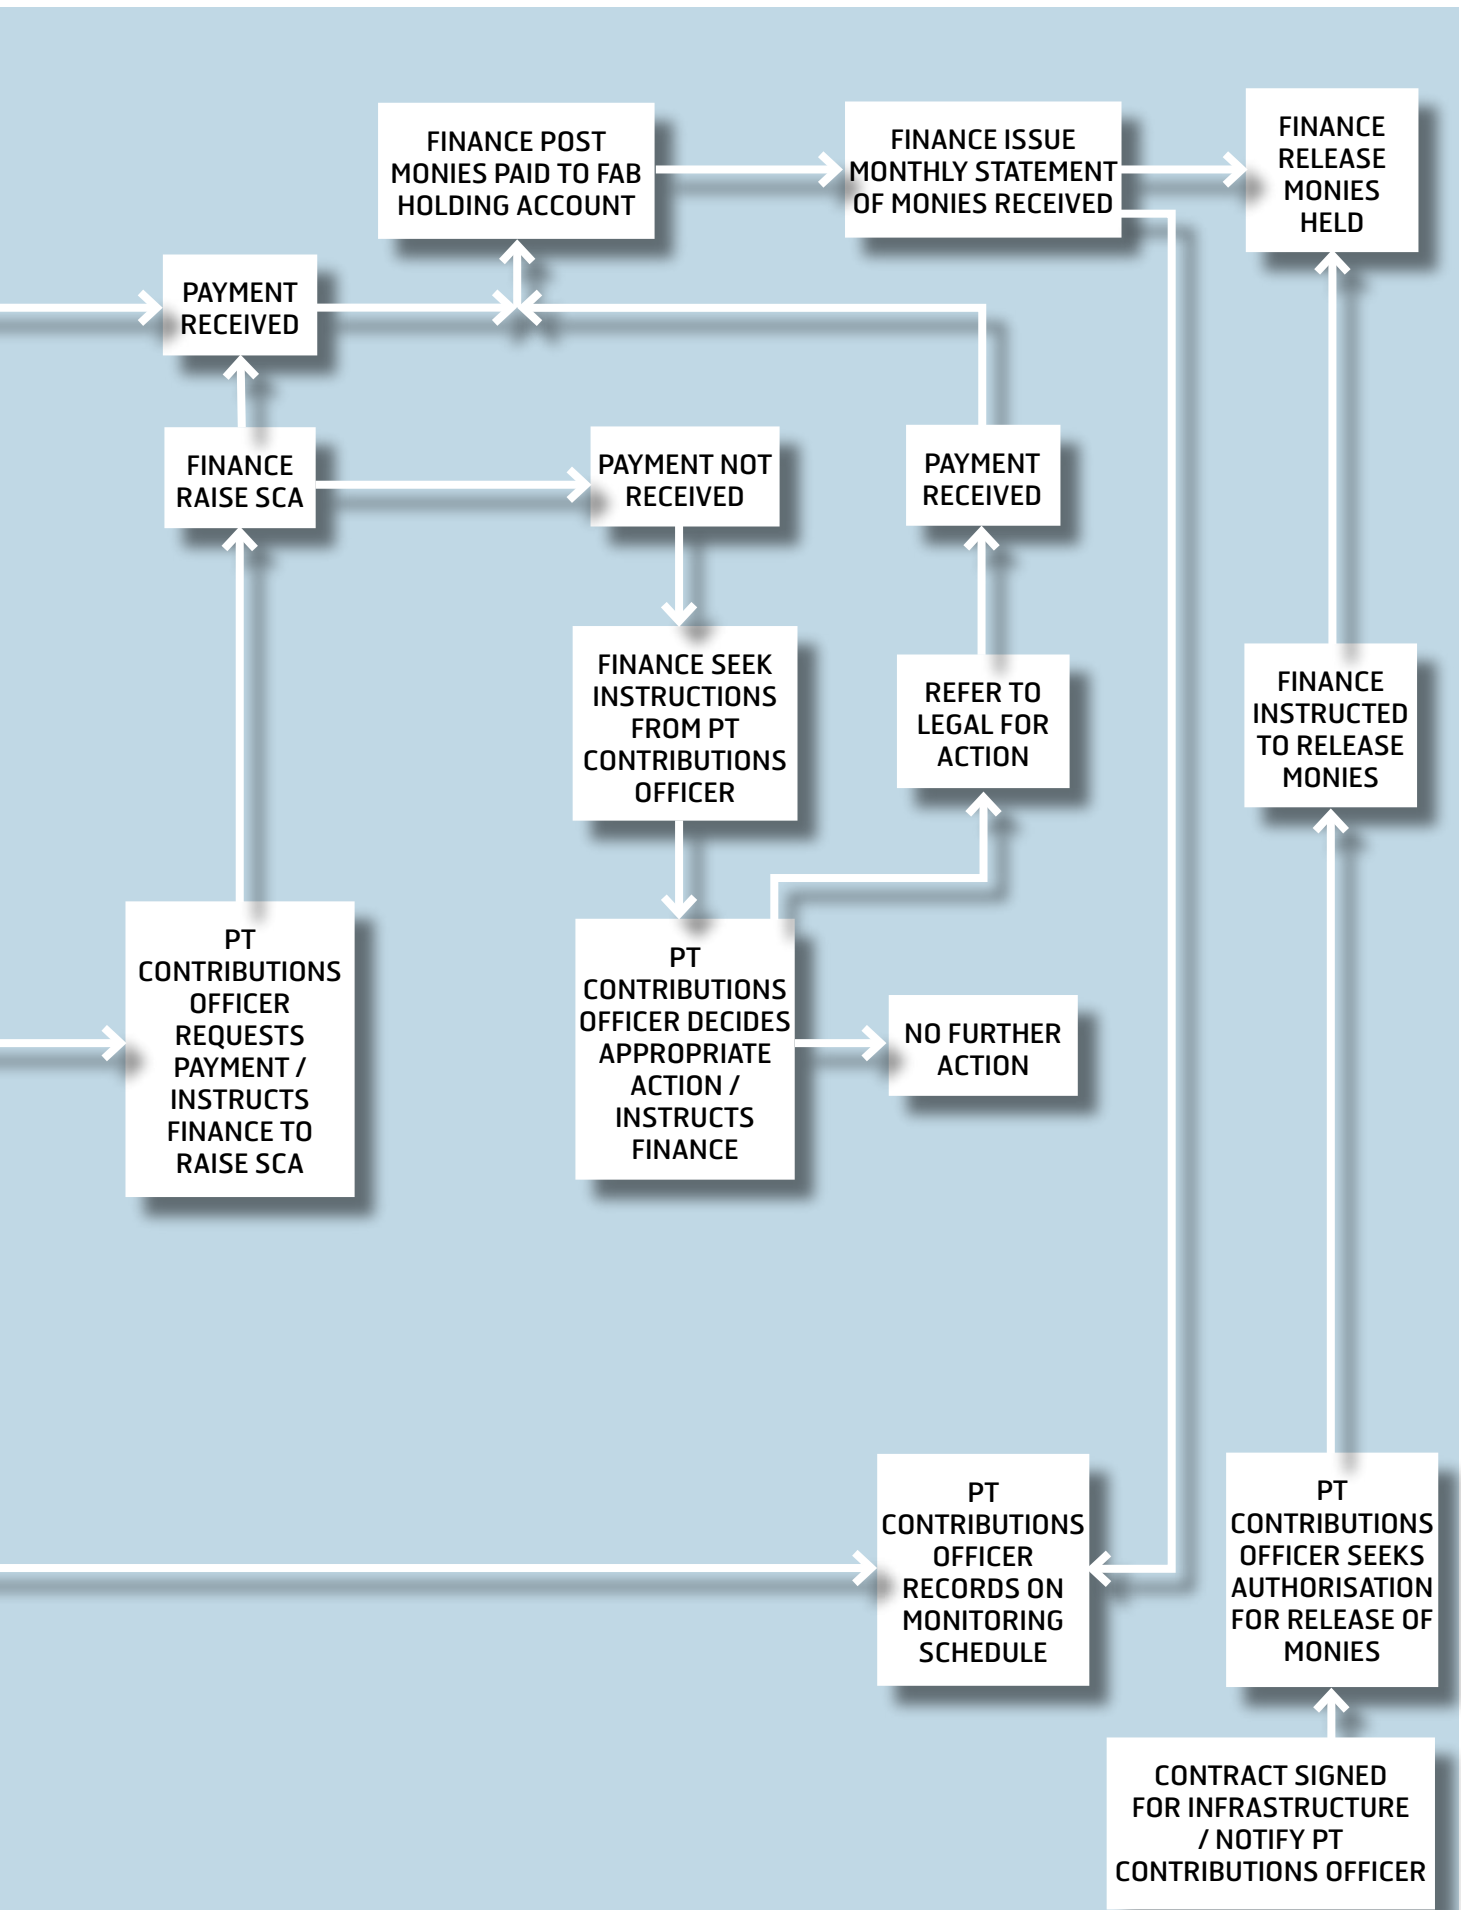 FINANCE POST
MONIES PAID TO FAB
HOLDING ACCOUNT
FINANCE ISSUE
MONTHLY STATEMENT
OF MONIES RECEIVED
FINANCE
RELEASE
MONIES
HELD
PAYMENT
RECEIVED
FINANCE
RAISE SCA
PAYMENT NOT
RECEIVED
PAYMENT
RECEIVED
FINANCE SEEK
INSTRUCTIONS
FROM PT
CONTRIBUTIONS
OFFICER
REFER TO
LEGAL FOR
ACTION
FINANCE
INSTRUCTED
TO RELEASE
MONIES
PT
CONTRIBUTIONS
OFFICER
REQUESTS
PAYMENT /
INSTRUCTS
FINANCE TO
RAISE SCA
PT
CONTRIBUTIONS
OFFICER DECIDES
APPROPRIATE
ACTION /
INSTRUCTS
FINANCE
NO FURTHER
ACTION
PT
CONTRIBUTIONS
OFFICER
RECORDS ON
MONITORING
SCHEDULE
PT
CONTRIBUTIONS
OFFICER SEEKS
AUTHORISATION
FOR RELEASE OF
MONIES
CONTRACT SIGNED
FOR INFRASTRUCTURE
/ NOTIFY PT
CONTRIBUTIONS OFFICER